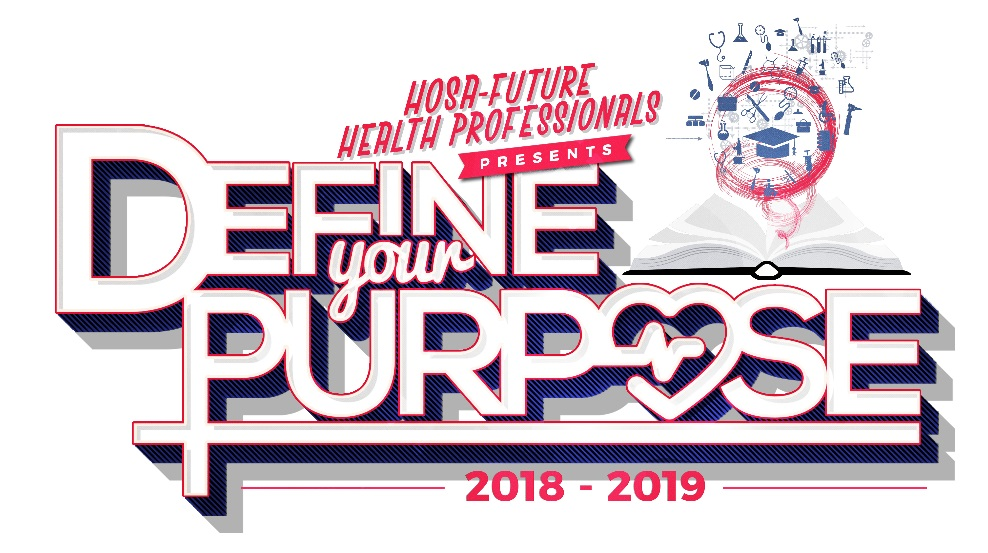 HOSA-FUTURE
HEALTH PROFESSIONALS
PRESENTS
DEFINE
your
PURPOSE
2018 - 2019